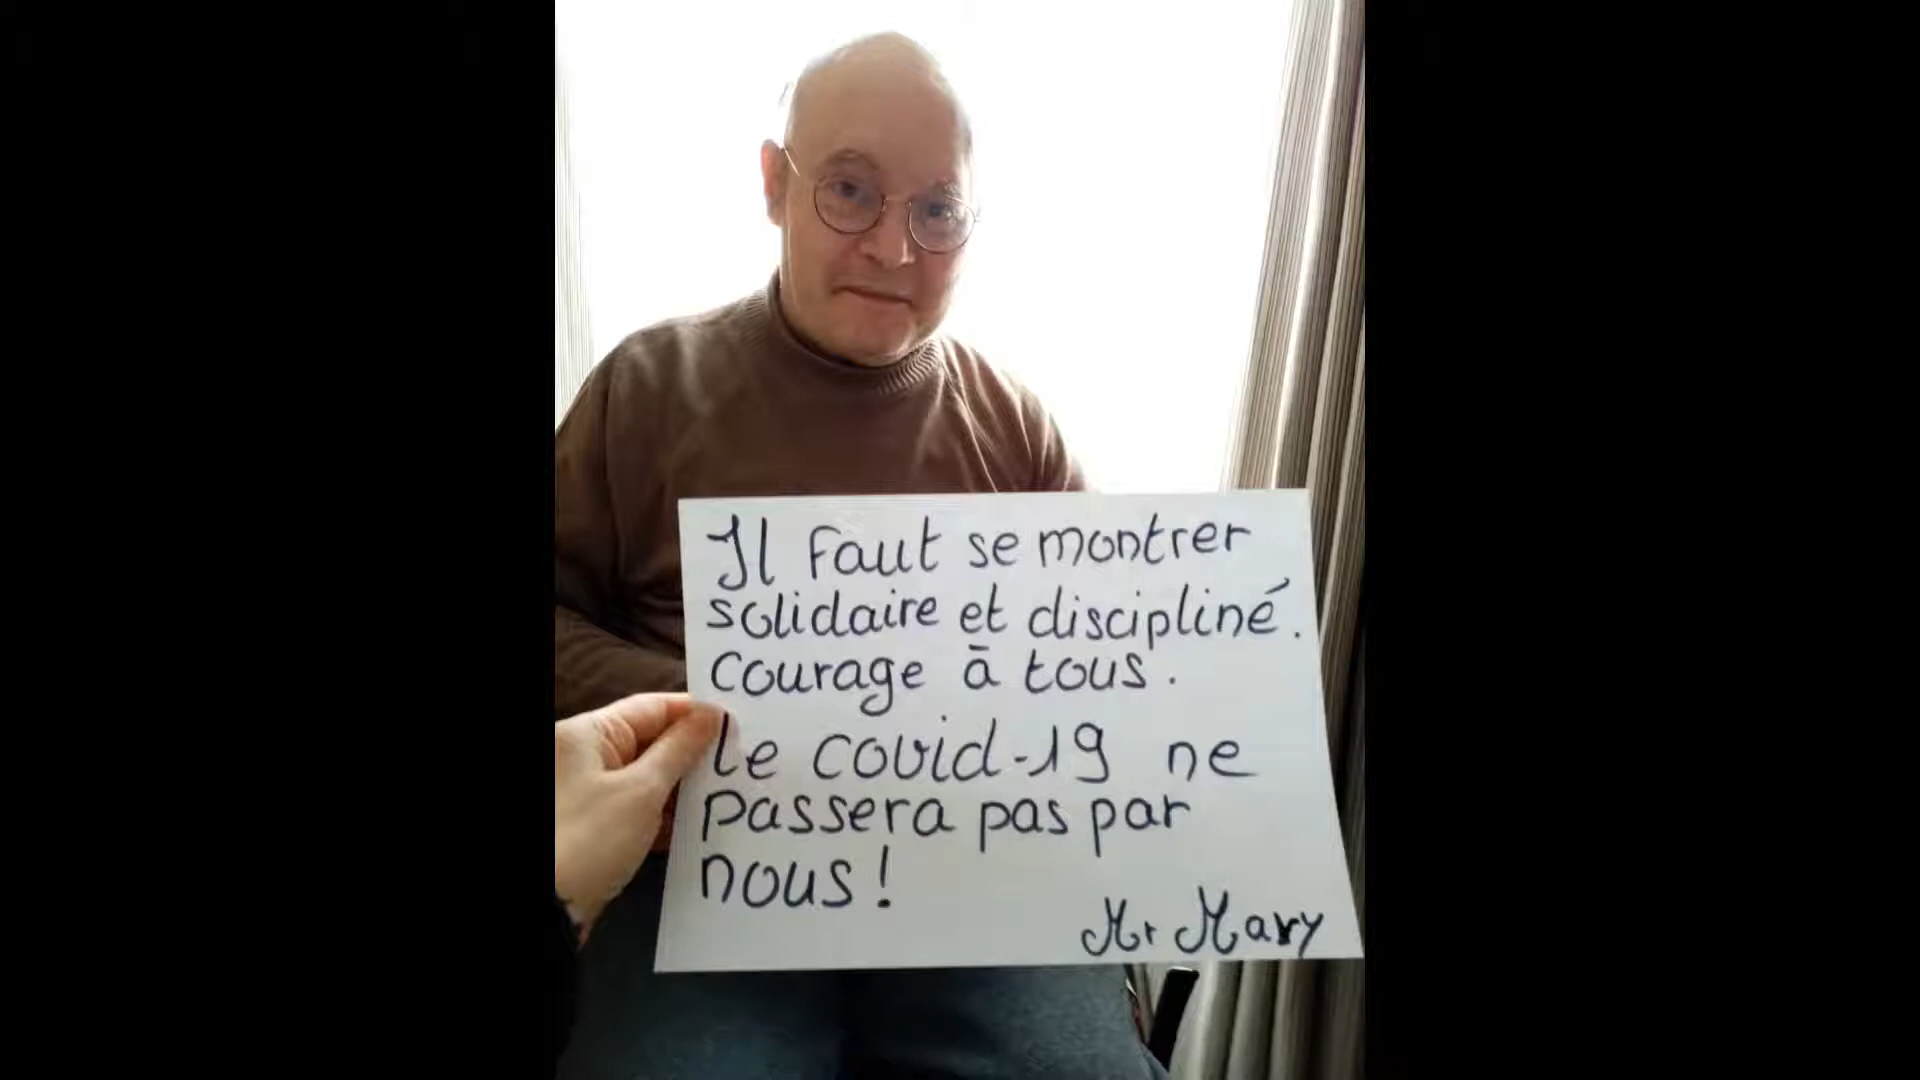 Il faut se montrer
solidaire et discipliné.
Courage à tous.
Le covid-19 ne
passera pas par
nous !
Mr Mary